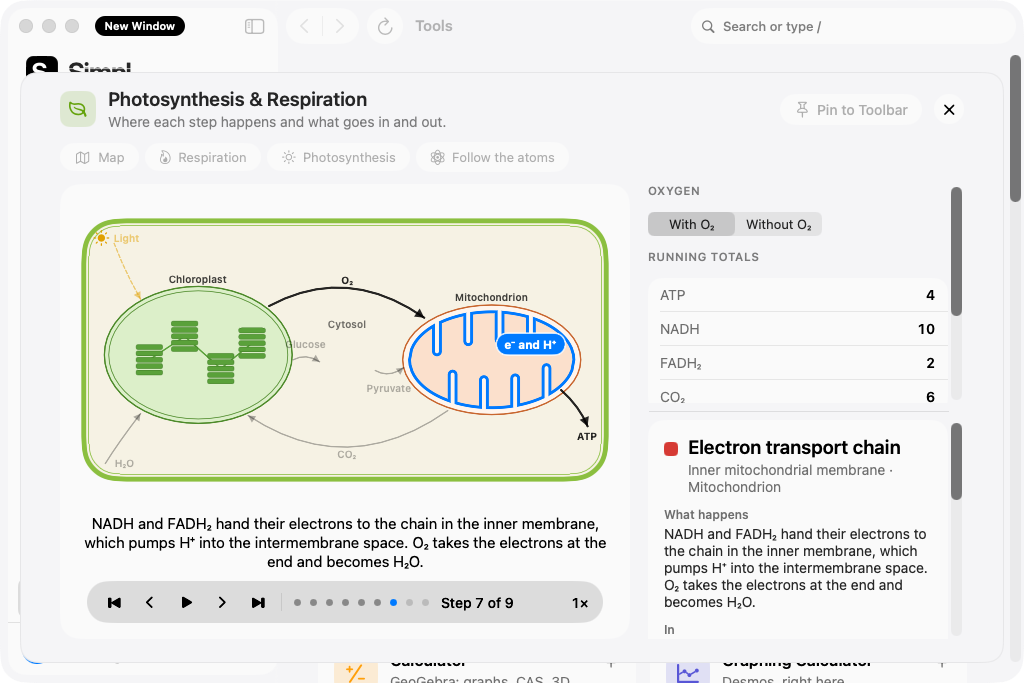 New Window
Tools
Search or type /
Photosynthesis & Respiration
Where each step happens and what goes in and out.
Pin to Toolbar
Map
Respiration
Photosynthesis
Follow the atoms
Light
Chloroplast
O₂
Mitochondrion
Cytosol
Glucose
e⁻ and H⁺
Pyruvate
ATP
CO₂
H₂O
NADH and FADH₂ hand their electrons to the chain in the inner membrane,
which pumps H⁺ into the intermembrane space. O₂ takes the electrons at the
end and becomes H₂O.
Step 7 of 9
1×
OXYGEN
With O₂
Without O₂
RUNNING TOTALS
ATP 4
NADH 10
FADH₂ 2
CO₂ 6
Electron transport chain
Inner mitochondrial membrane ·
Mitochondrion
What happens
NADH and FADH₂ hand their electrons to
the chain in the inner membrane, which
pumps H⁺ into the intermembrane space.
O₂ takes the electrons at the end and
becomes H₂O.
In
Calculator
GeoGebra: graphs, CAS, 3D
Graphing Calculator
Desmos, right here